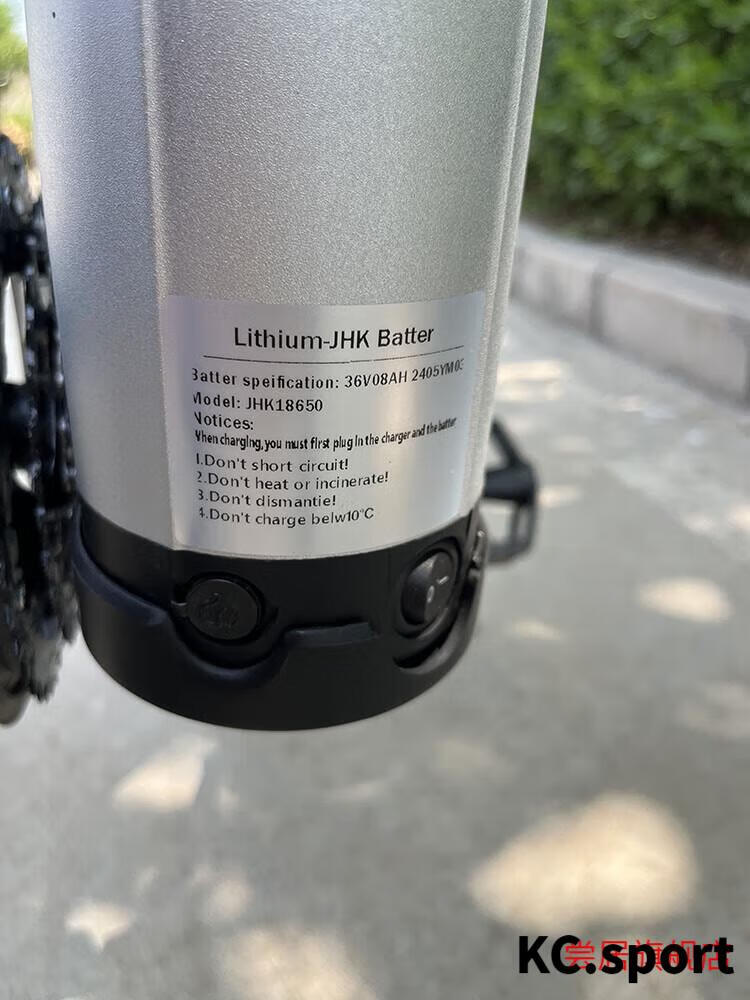 Lithium-JHK Batter
Batter speification: 36V08AH 2405YM03
Model: JHK18650
Notices:
When charging,you must first plug in the charger and the batter
1.Don't short circuit!
2.Don't heat or incinerate!
3.Don't dismantie!
4.Don't charge belw10°C
KC.sport